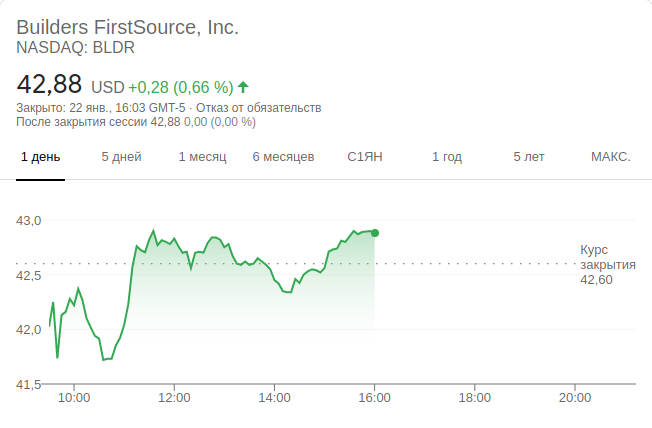 Builders FirstSource, Inc.
NASDAQ: BLDR
42,88 USD +0,28 (0,66 %)
Закрыто: 22 янв., 16:03 GMT-5 · Отказ от обязательств
После закрытия сессии 42,88 0,00 (0,00 %)
1 день 5 дней 1 месяц 6 месяцев С1ЯН 1 год 5 лет МАКС.
43,0
Курс
закрытия
42,60
42,5
42,0
41,5
10:00 12:00 14:00 16:00 18:00 20:00